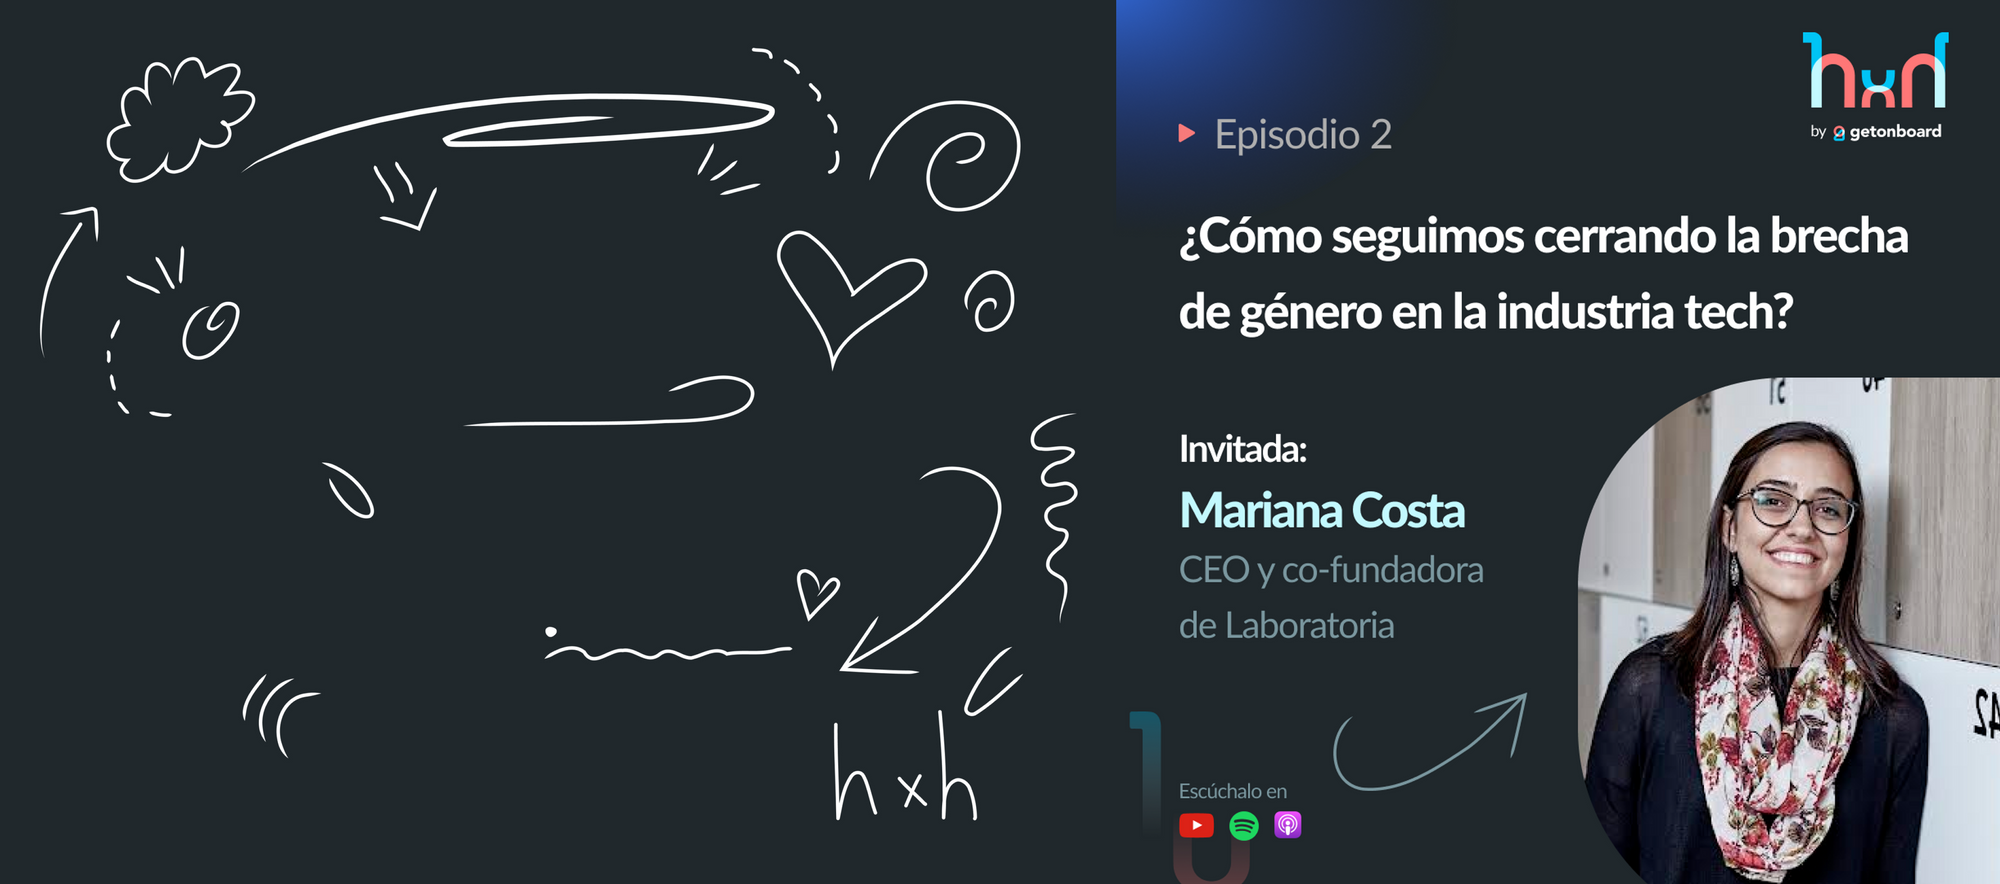 hxh
Episodio 2
hxh
by getonboard
¿Cómo seguimos cerrando la brecha
de género en la industria tech?
Invitada:
Mariana Costa
CEO y co-fundadora
de Laboratoria
Escúchalo en
42